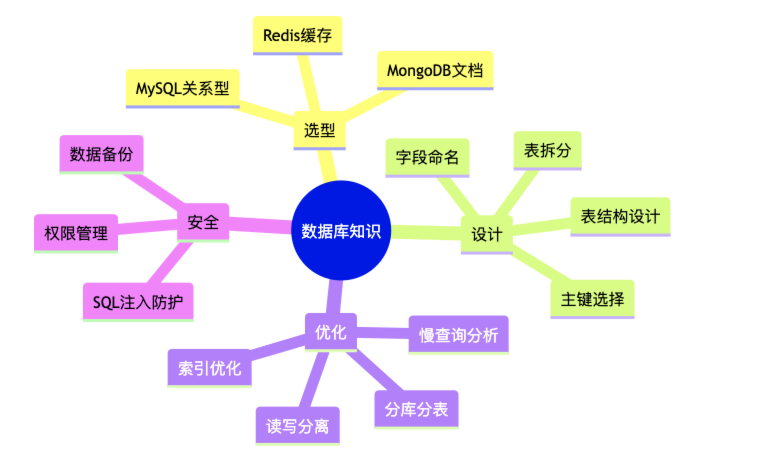 Redis缓存
MySQL关系型
MongoDB文档
选型
数据备份
字段命名
表拆分
权限管理
安全
数据库知识
设计
表结构设计
SQL注入防护
主键选择
优化
慢查询分析
索引优化
读写分离
分库分表